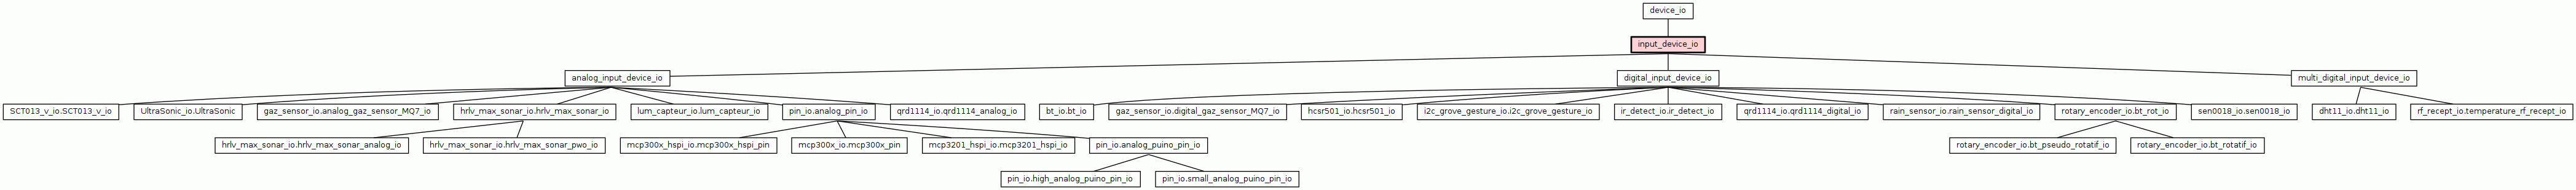 device_io
input_device_io
analog_input_device_io
digital_input_device_io
multi_digital_input_device_io
SCT013_v_io.SCT013_v_io
UltraSonic_io.UltraSonic
gaz_sensor_io.analog_gaz_sensor_MQ7_io
hrlv_max_sonar_io.hrlv_max_sonar_io
lum_capteur_io.lum_capteur_io
pin_io.analog_pin_io
qrd1114_io.qrd1114_analog_io
bt_io.bt_io
gaz_sensor_io.digital_gaz_sensor_MQ7_io
hcsr501_io.hcsr501_io
i2c_grove_gesture_io.i2c_grove_gesture_io
ir_detect_io.ir_detect_io
qrd1114_io.qrd1114_digital_io
rain_sensor_io.rain_sensor_digital_io
rotary_encoder_io.bt_rot_io
sen0018_io.sen0018_io
dht11_io.dht11_io
rf_recept_io.temperature_rf_recept_io
hrlv_max_sonar_io.hrlv_max_sonar_analog_io
hrlv_max_sonar_io.hrlv_max_sonar_pwo_io
mcp300x_hspi_io.mcp300x_hspi_pin
mcp300x_io.mcp300x_pin
mcp3201_hspi_io.mcp3201_hspi_io
pin_io.analog_puino_pin_io
rotary_encoder_io.bt_pseudo_rotatif_io
rotary_encoder_io.bt_rotatif_io
pin_io.high_analog_puino_pin_io
pin_io.small_analog_puino_pin_io